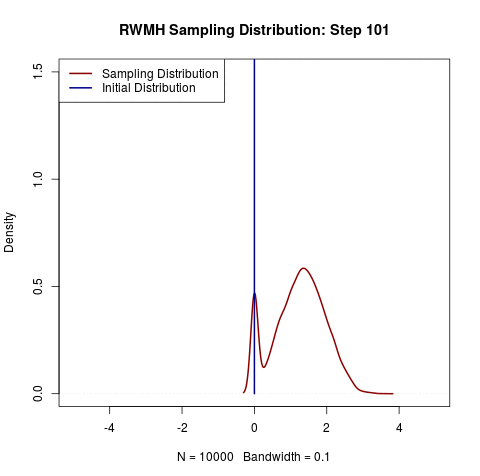 RWMH Sampling Distribution: Step 101
Sampling Distribution
Initial Distribution
Density
1.5
1.0
0.5
0.0
-4 -2 0 2 4
N = 10000 Bandwidth = 0.1